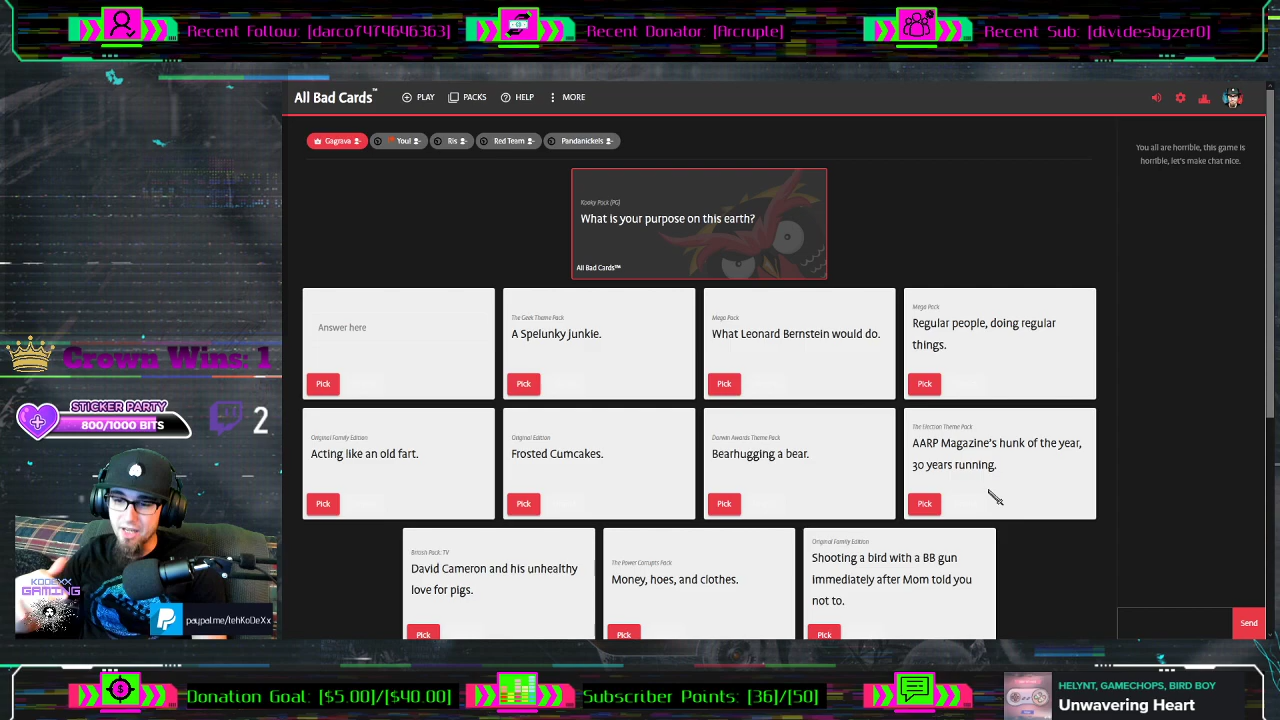 Recent Follow: [darco7474646363]
Recent Donator: [Arcrupte]
Recent Sub: [dividesbyzer0]
All Bad Cards™
PLAY
PACKS
HELP
MORE
Gagrava
You!
Ris
Red Team
Pandanickels
You all are horrible, this game is
horrible, let's make chat nice.
Kooky Pack (PG)
What is your purpose on this earth?
All Bad Cards™
Answer here
Pick
The Geek Theme Pack
A Spelunky junkie.
Pick
Mega Pack
What Leonard Bernstein would do.
Pick
Mega Pack
Regular people, doing regular
things.
Pick
Original Family Edition
Acting like an old fart.
Pick
Original Edition
Frosted Cumcakes.
Pick
Darwin Awards Theme Pack
Bearhugging a bear.
Pick
The Election Theme Pack
AARP Magazine's hunk of the year,
30 years running.
Pick
British Pack: TV
David Cameron and his unhealthy
love for pigs.
Pick
The Power Corrupts Pack
Money, hoes, and clothes.
Pick
Original Family Edition
Shooting a bird with a BB gun
immediately after Mom told you
not to.
Pick
Send
Crown Wins: 1
STICKER PARTY
800/1000 BITS
2
KODEXX
GAMING
paypal.me/tehKoDeXx
Donation Goal: [$5.00]/[$40.00]
Subscriber Points: [36]/[50]
HELYNT, GAMECHOPS, BIRD BOY
Unwavering Heart